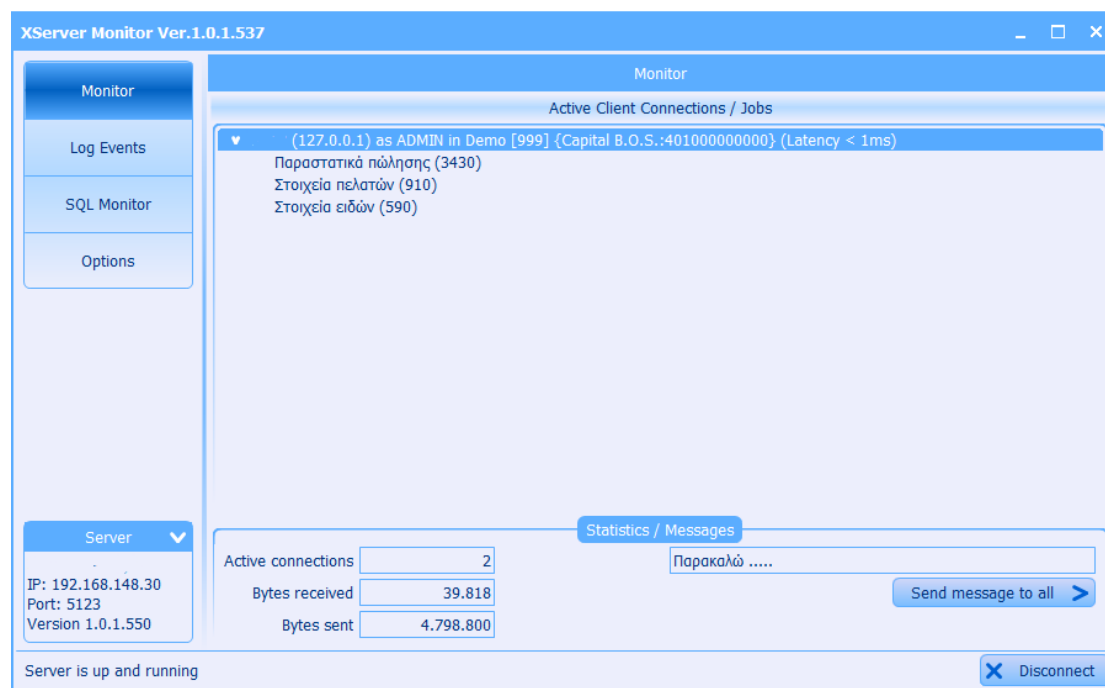 XServer Monitor Ver.1.0.1.537
Monitor
Log Events
SQL Monitor
Options
Monitor
Active Client Connections / Jobs
(127.0.0.1) as ADMIN in Demo [999] {Capital B.O.S.:401000000000} (Latency < 1ms)
Παραστατικά πώλησης (3430)
Στοιχεία πελατών (910)
Στοιχεία ειδών (590)
Server
IP: 192.168.148.30
Port: 5123
Version 1.0.1.550
Statistics / Messages
Active connections 2
Bytes received 39.818
Bytes sent 4.798.800
Παρακαλώ .....
Send message to all
Server is up and running
Disconnect